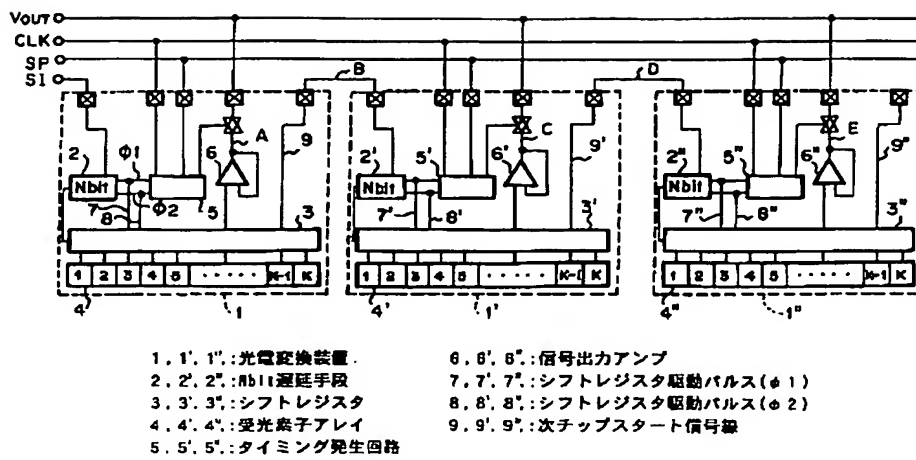 VOUT
CLK
SP
SI
B
D
A
C
E
2
φ1
6
9
2'
5'
6'
9'
2"
5"
6"
9"
Nbit
Nbit
Nbit
7
8
φ2
5
3
7'
8'
3'
7"
8"
3"
1 2 3 4 5 ····· K-1 K
1 2 3 4 5 ····· K-1 K
1 2 3 4 5 ····· K-1 K
4
1
4'
1'
4"
1"
1, 1', 1",:光電変換装置.
2, 2', 2",:Nbit遅延手段
3, 3', 3",:シフトレジスタ
4, 4', 4",:受光素子アレイ
5, 5', 5",:タイミング発生回路
6, 6', 6",:信号出力アンプ
7, 7', 7",:シフトレジスタ駆動パルス(φ1)
8, 8', 8",:シフトレジスタ駆動パルス(φ2)
9, 9', 9",:次チップスタート信号線